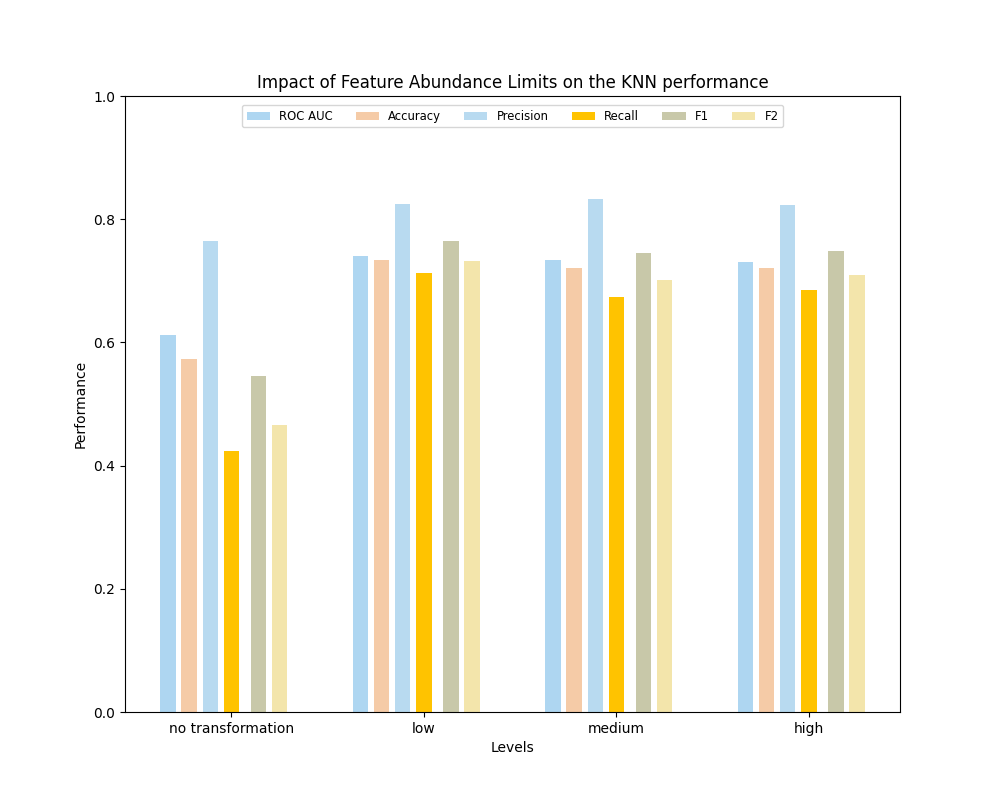 Impact of Feature Abundance Limits on the KNN performance
ROC AUC Accuracy Precision Recall F1 F2
1.0
0.8
0.6
0.4
0.2
0.0
Performance
no transformation low medium high
Levels